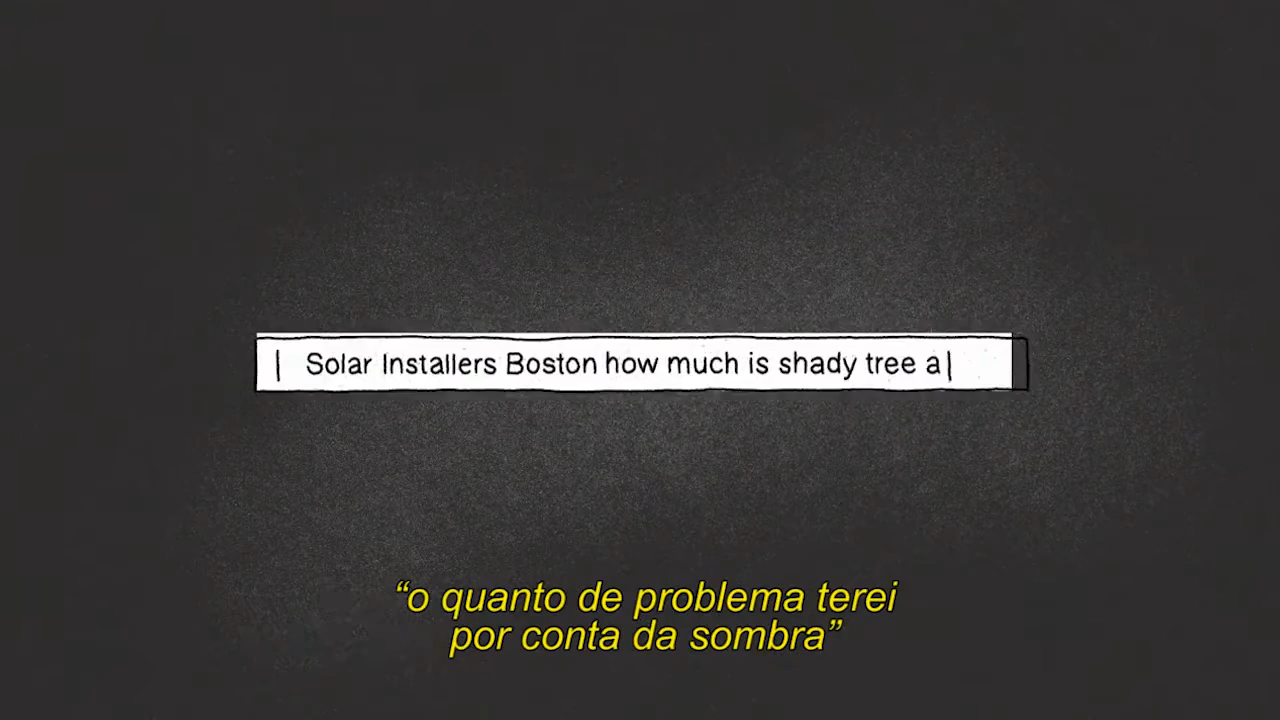 Solar Installers Boston how much is shady tree a
“o quanto de problema terei
por conta da sombra”